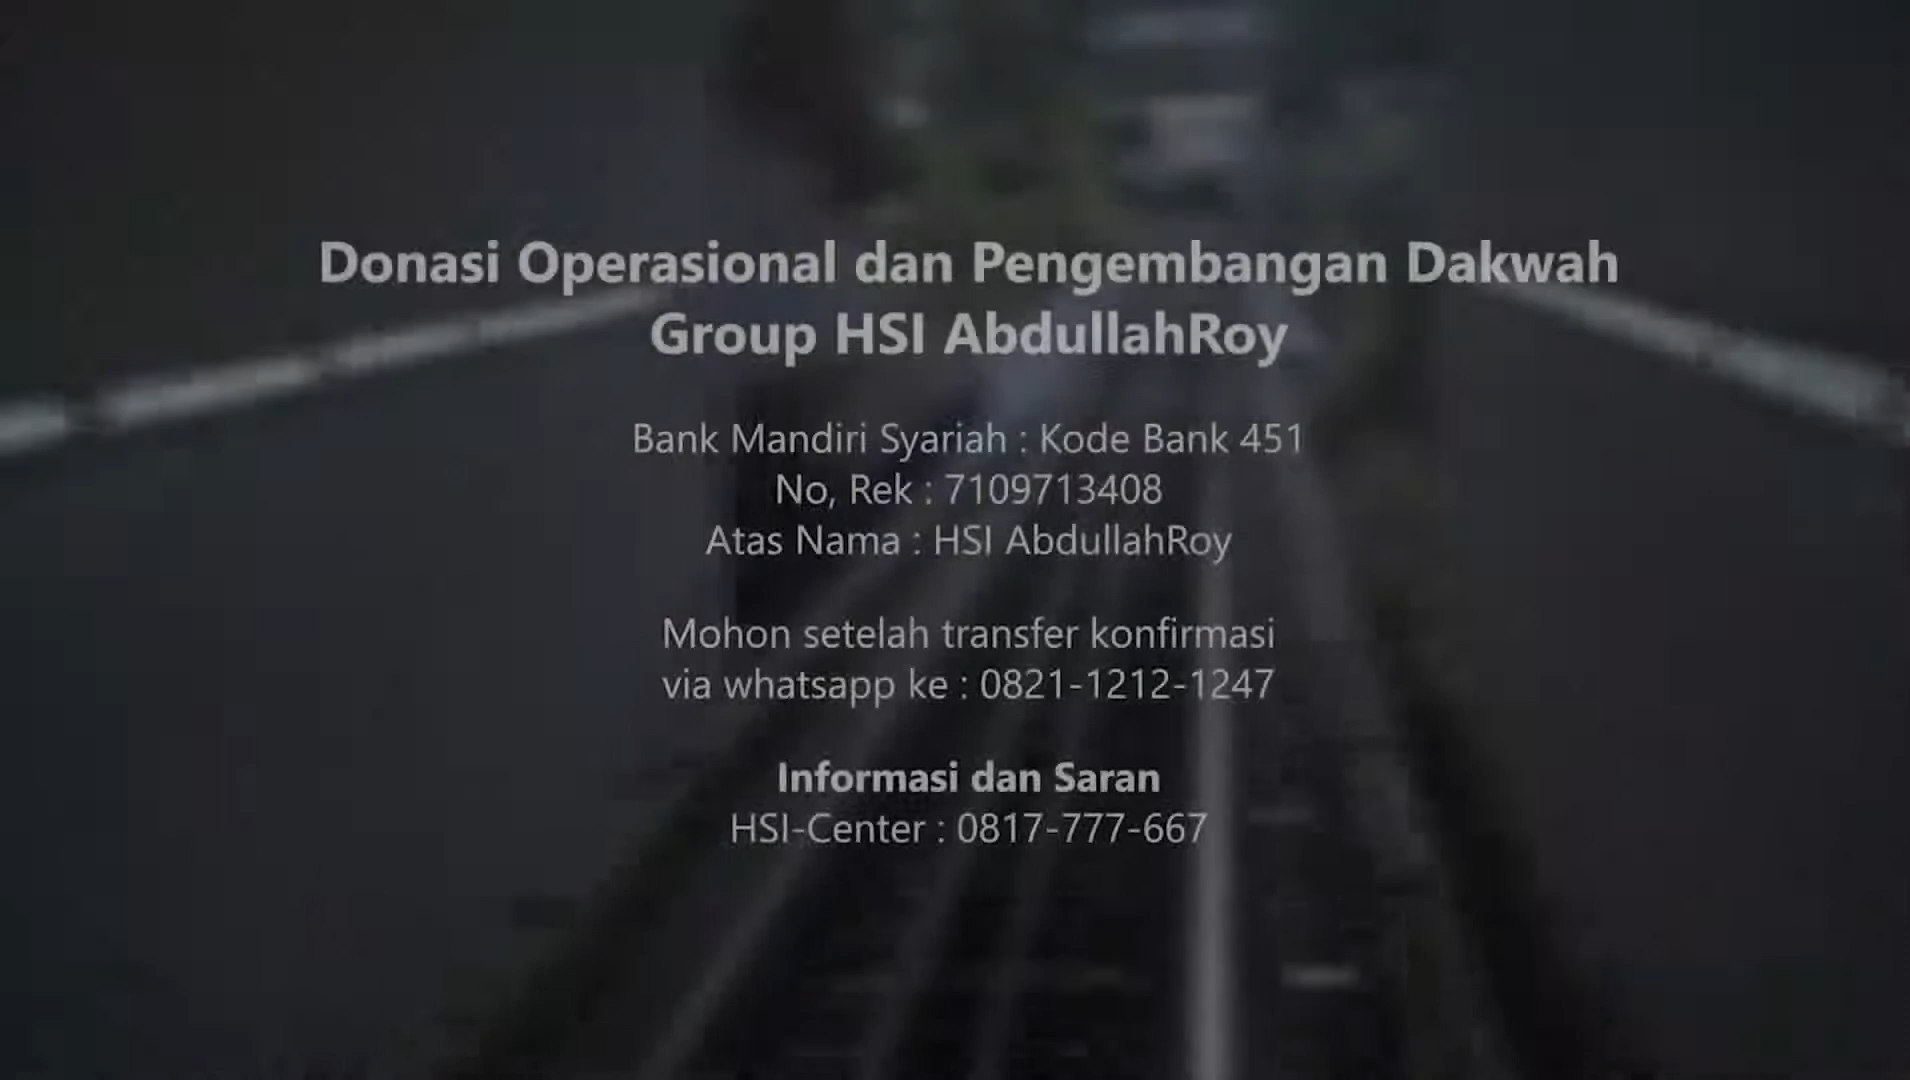 Donasi Operasional dan Pengembangan Dakwah
Group HSI AbdullahRoy
Bank Mandiri Syariah : Kode Bank 451
No, Rek : 7109713408
Atas Nama : HSI AbdullahRoy
Mohon setelah transfer konfirmasi
via whatsapp ke : 0821-1212-1247
Informasi dan Saran
HSI-Center : 0817-777-667